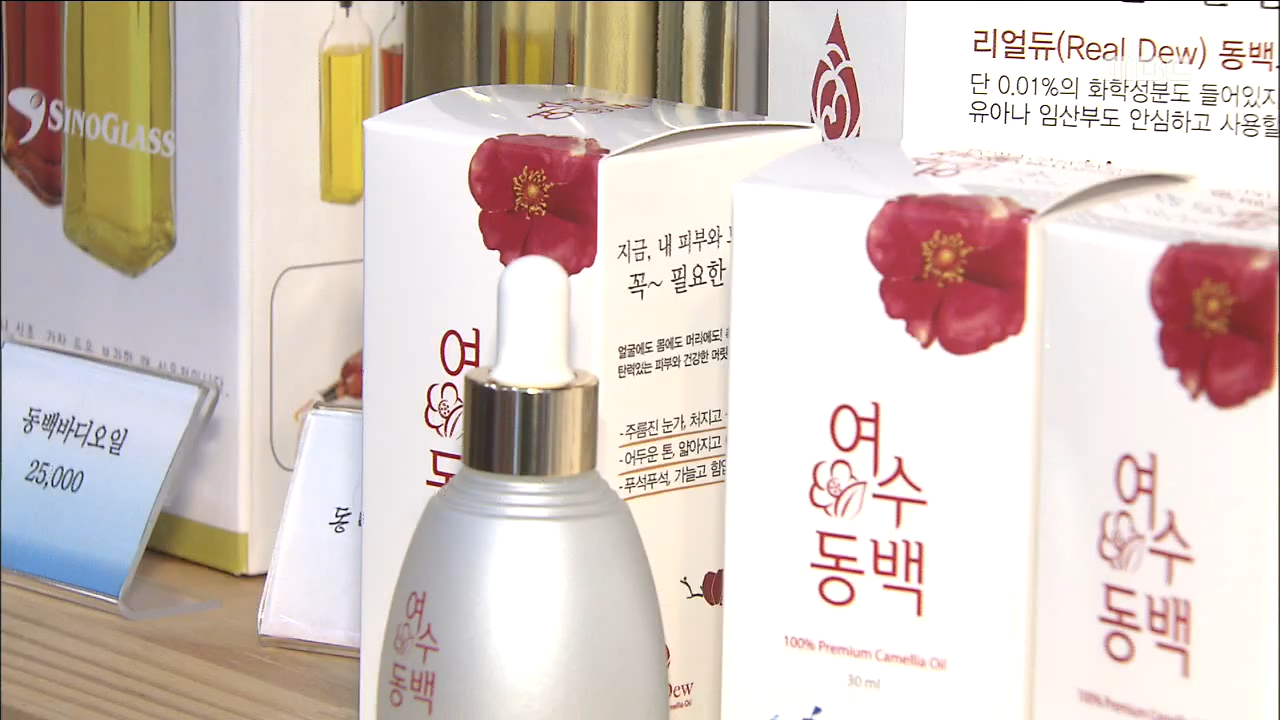 리얼듀(Real Dew) 동백
단 0.01%의 화학성분도 들어있지
유아나 임산부도 안심하고 사용할
SINOGLASS
동백바디오일
25,000
동
지금, 내 피부와
꼭~ 필요한
얼굴에도 몸에도 머리에도!
탄력있는 피부와 건강한 머릿
-주름진 눈가, 처지고
-어두운 톤, 얇아지고
-푸석푸석, 가늘고 힘없
여
동
여수
동백
Dew
여수
동백
100% Premium Camellia Oil
30 ml
여수
동백
100% Premium